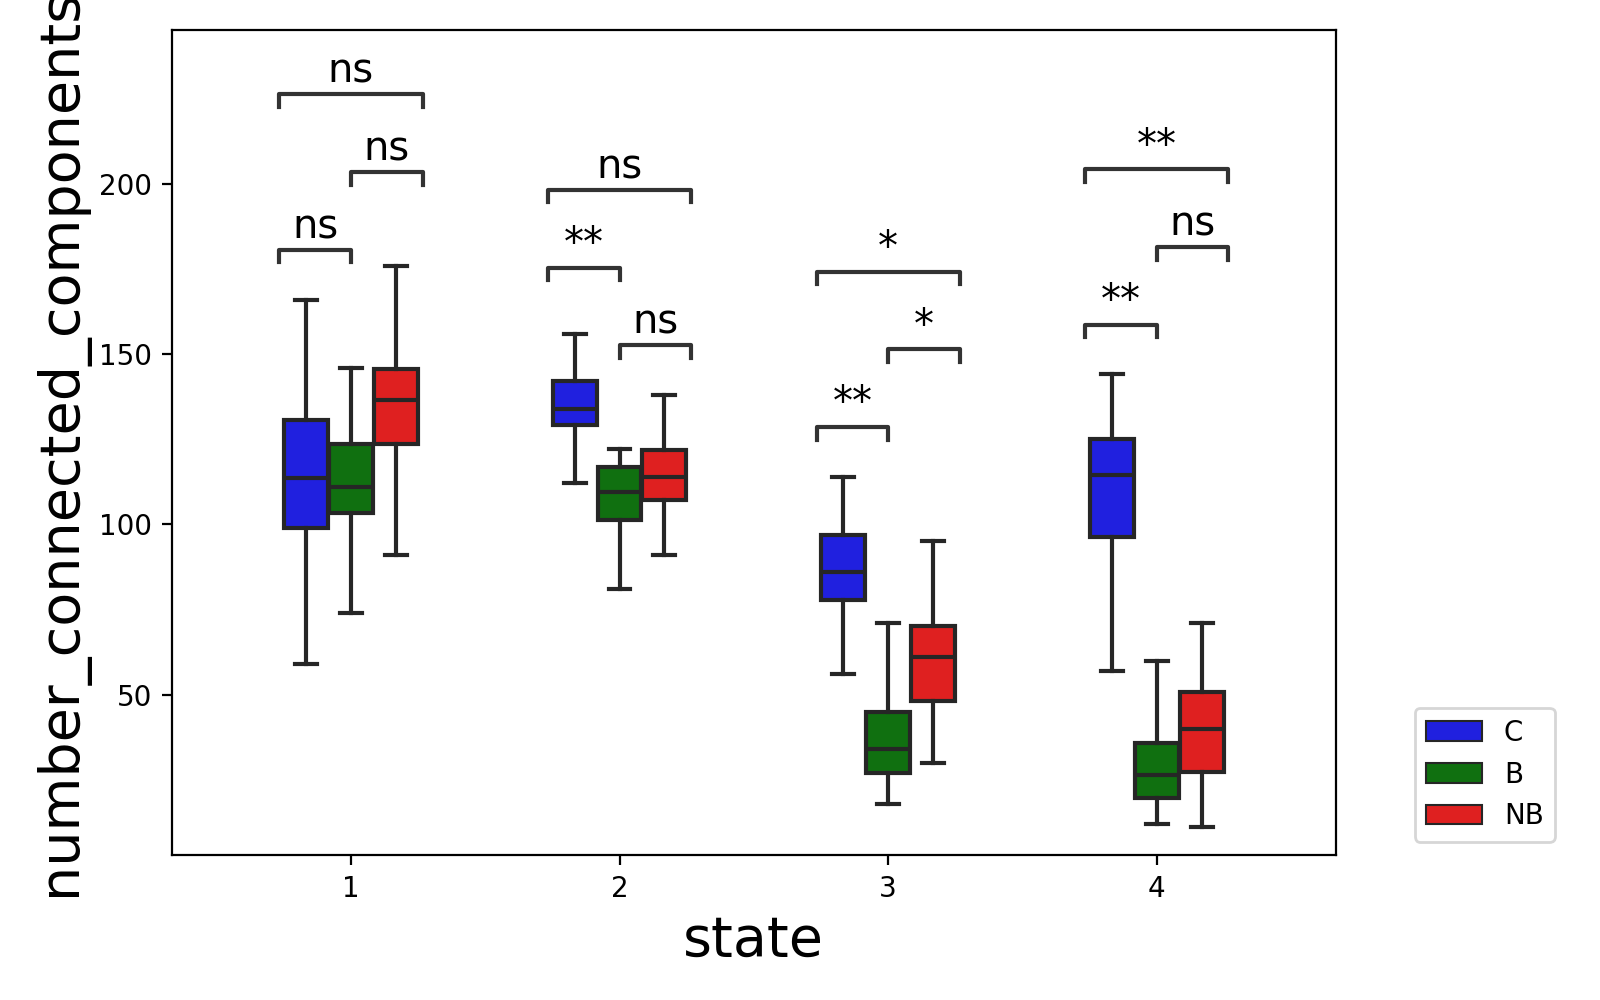 number_connected_components
200
150
100
50
ns
ns
ns
ns
**
ns
*
*
**
**
ns
**
1
2
3
4
state
C
B
NB